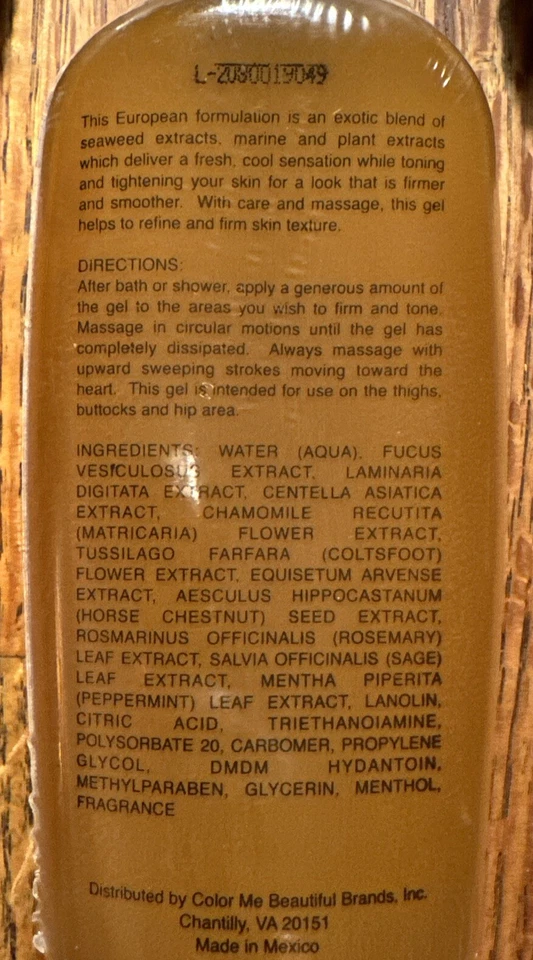 L-2080019049
This European formulation is an exotic blend of
seaweed extracts, marine and plant extracts
which deliver a fresh, cool sensation while toning
and tightening your skin for a look that is firmer
and smoother. With care and massage, this gel
helps to refine and firm skin texture.
DIRECTIONS:
After bath or shower, apply a generous amount of
the gel to the areas you wish to firm and tone.
Massage in circular motions until the gel has
completely dissipated. Always massage with
upward sweeping strokes moving toward the
heart. This gel is intended for use on the thighs,
buttocks and hip area.
INGREDIENTS: WATER (AQUA), FUCUS
VESICULOSUS EXTRACT, LAMINARIA
DIGITATA EXTRACT, CENTELLA ASIATICA
EXTRACT, CHAMOMILE RECUTITA
(MATRICARIA) FLOWER EXTRACT,
TUSSILAGO FARFARA (COLTSFOOT)
FLOWER EXTRACT, EQUISETUM ARVENSE
EXTRACT, AESCULUS HIPPOCASTANUM
(HORSE CHESTNUT) SEED EXTRACT,
ROSMARINUS OFFICINALIS (ROSEMARY)
LEAF EXTRACT, SALVIA OFFICINALIS (SAGE)
LEAF EXTRACT, MENTHA PIPERITA
(PEPPERMINT) LEAF EXTRACT, LANOLIN,
CITRIC ACID, TRIETHANOIAMINE,
POLYSORBATE 20, CARBOMER, PROPYLENE
GLYCOL, DMDM HYDANTOIN,
METHYLPARABEN, GLYCERIN, MENTHOL,
FRAGRANCE
Distributed by Color Me Beautiful Brands, Inc.
Chantilly, VA 20151
Made in Mexico